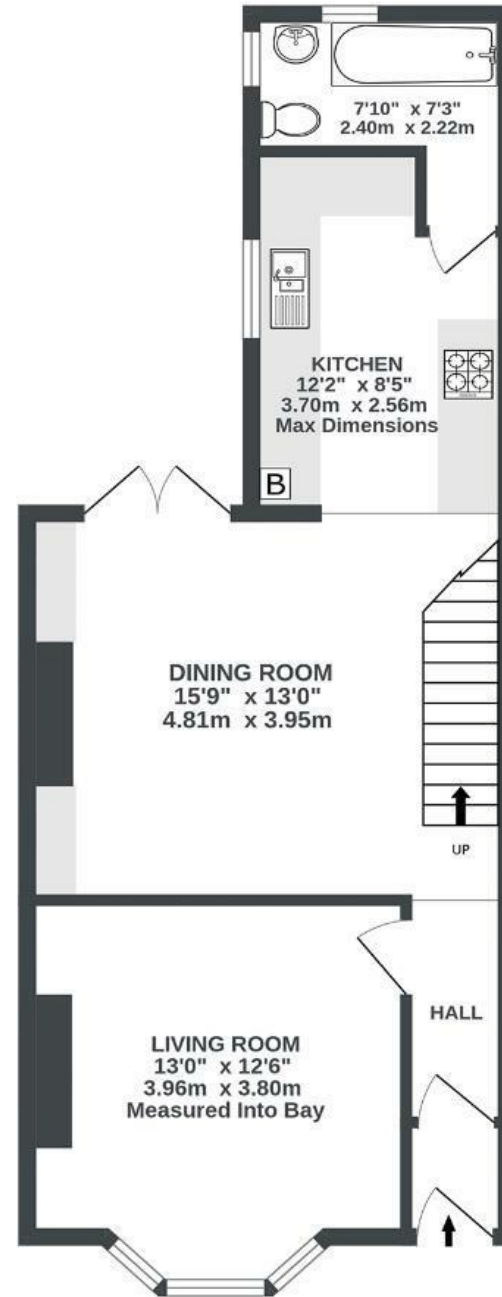 7'10" x 7'3"
2.40m x 2.22m
KITCHEN
12'2" x 8'5"
3.70m x 2.56m
Max Dimensions
B
DINING ROOM
15'9" x 13'0"
4.81m x 3.95m
UP
HALL
LIVING ROOM
13'0" x 12'6"
3.96m x 3.80m
Measured Into Bay